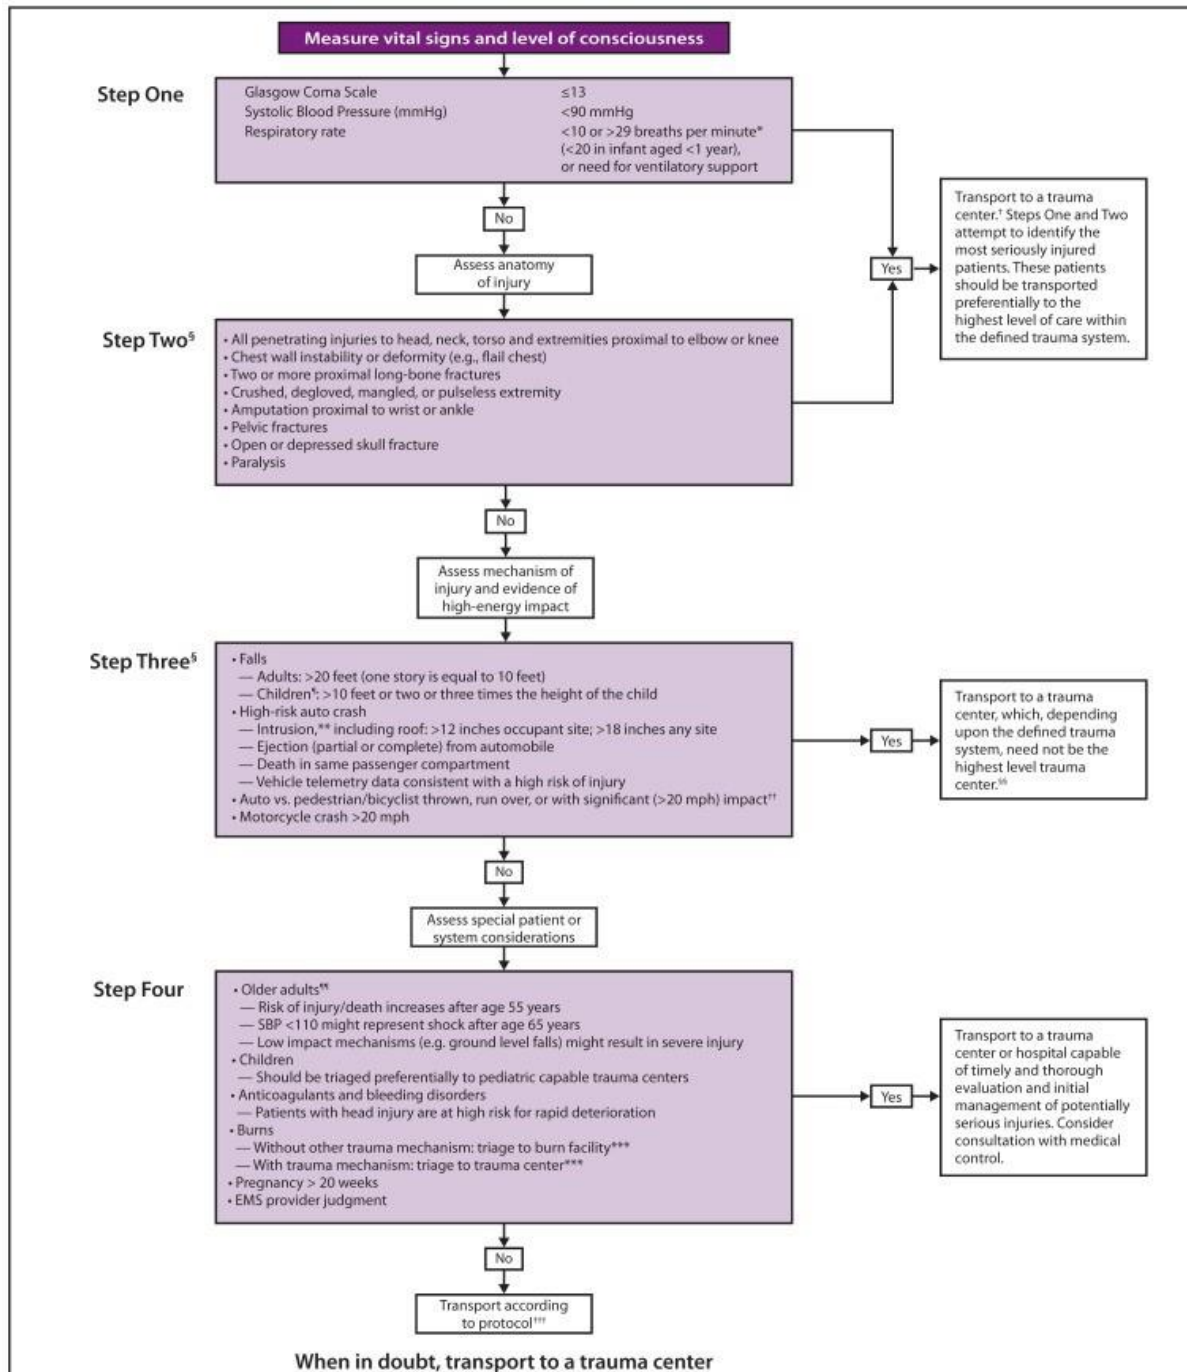 Measure vital signs and level of consciousness
Step One
Glasgow Coma Scale ≤13
Systolic Blood Pressure (mmHg) <90 mmHg
Respiratory rate <10 or >29 breaths per minute*
(<20 in infant aged <1 year),
or need for ventilatory support
No
Yes
Transport to a trauma
center.† Steps One and Two
attempt to identify the
most seriously injured
patients. These patients
should be transported
preferentially to the
highest level of care within
the defined trauma system.
Assess anatomy
of injury
Step Two§
• All penetrating injuries to head, neck, torso and extremities proximal to elbow or knee
• Chest wall instability or deformity (e.g., flail chest)
• Two or more proximal long-bone fractures
• Crushed, degloved, mangled, or pulseless extremity
• Amputation proximal to wrist or ankle
• Pelvic fractures
• Open or depressed skull fracture
• Paralysis
No
Assess mechanism of
injury and evidence of
high-energy impact
Step Three§
• Falls
— Adults: >20 feet (one story is equal to 10 feet)
— Children¶: >10 feet or two or three times the height of the child
• High-risk auto crash
— Intrusion,** including roof: >12 inches occupant site; >18 inches any site
— Ejection (partial or complete) from automobile
— Death in same passenger compartment
— Vehicle telemetry data consistent with a high risk of injury
• Auto vs. pedestrian/bicyclist thrown, run over, or with significant (>20 mph) impact††
• Motorcycle crash >20 mph
Yes
Transport to a trauma
center, which, depending
upon the defined trauma
system, need not be the
highest level trauma
center.§§
No
Assess special patient or
system considerations
Step Four
• Older adults¶¶
— Risk of injury/death increases after age 55 years
— SBP <110 might represent shock after age 65 years
— Low impact mechanisms (e.g. ground level falls) might result in severe injury
• Children
— Should be triaged preferentially to pediatric capable trauma centers
• Anticoagulants and bleeding disorders
— Patients with head injury are at high risk for rapid deterioration
• Burns
— Without other trauma mechanism: triage to burn facility***
— With trauma mechanism: triage to trauma center***
• Pregnancy > 20 weeks
• EMS provider judgment
Yes
Transport to a trauma
center or hospital capable
of timely and thorough
evaluation and initial
management of potentially
serious injuries. Consider
consultation with medical
control.
No
Transport according
to protocol†††
When in doubt, transport to a trauma center